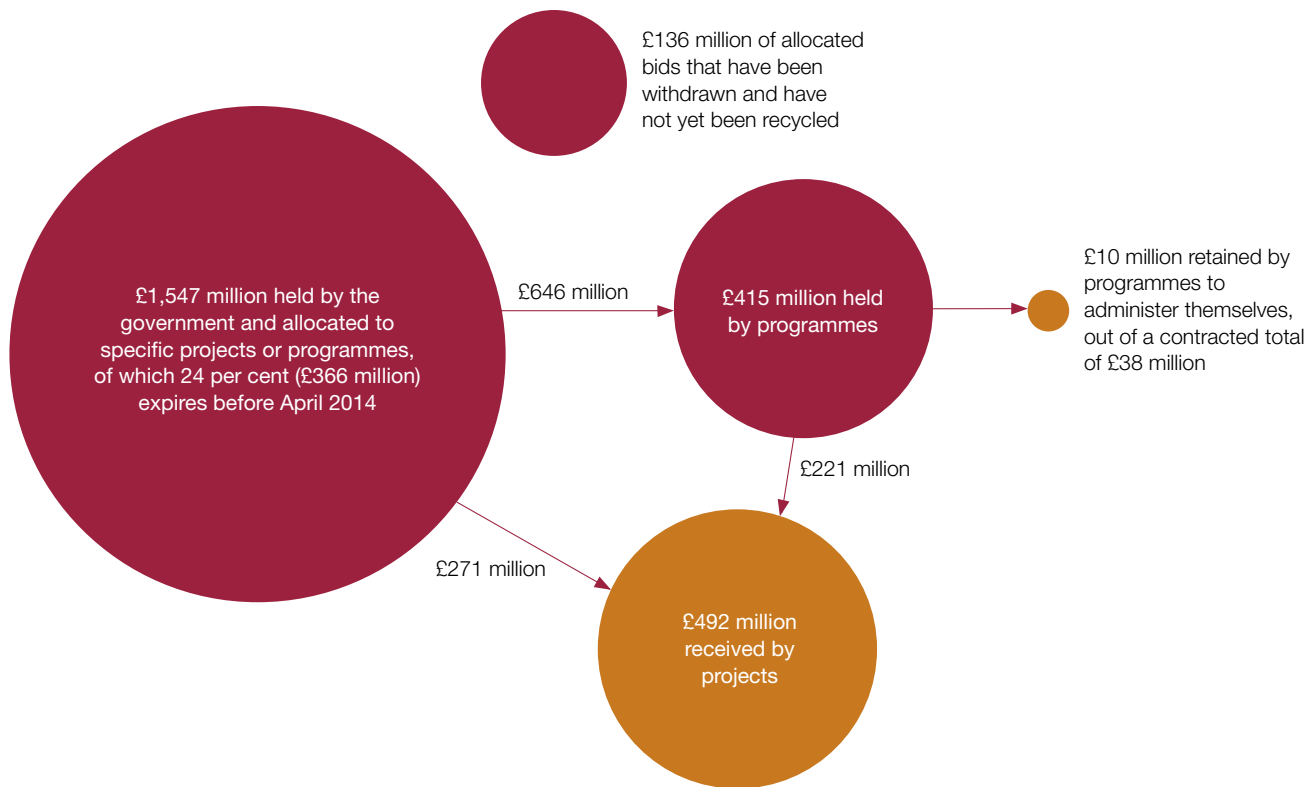 £136 million of allocated
bids that have been
withdrawn and have
not yet been recycled
£1,547 million held by the
government and allocated to
specific projects or programmes,
of which 24 per cent (£366 million)
expires before April 2014
£646 million
£415 million held
by programmes
£10 million retained by
programmes to
administer themselves,
out of a contracted total
of £38 million
£221 million
£271 million
£492 million
received by
projects